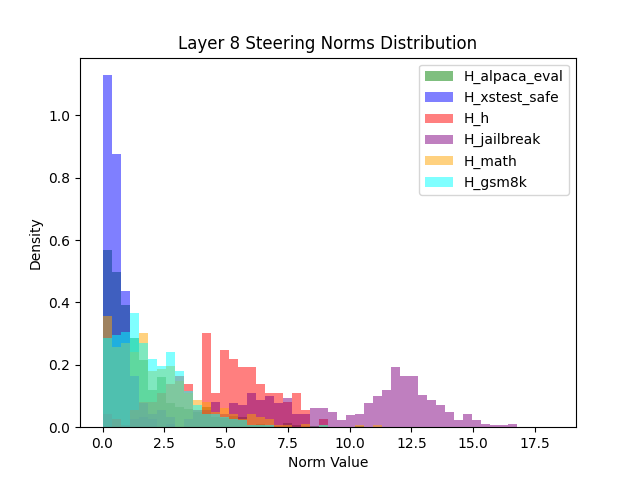 Layer 8 Steering Norms Distribution
H_alpaca_eval
H_xstest_safe
H_h
H_jailbreak
H_math
H_gsm8k
Density
1.0
0.8
0.6
0.4
0.2
0.0
0.0 2.5 5.0 7.5 10.0 12.5 15.0 17.5
Norm Value